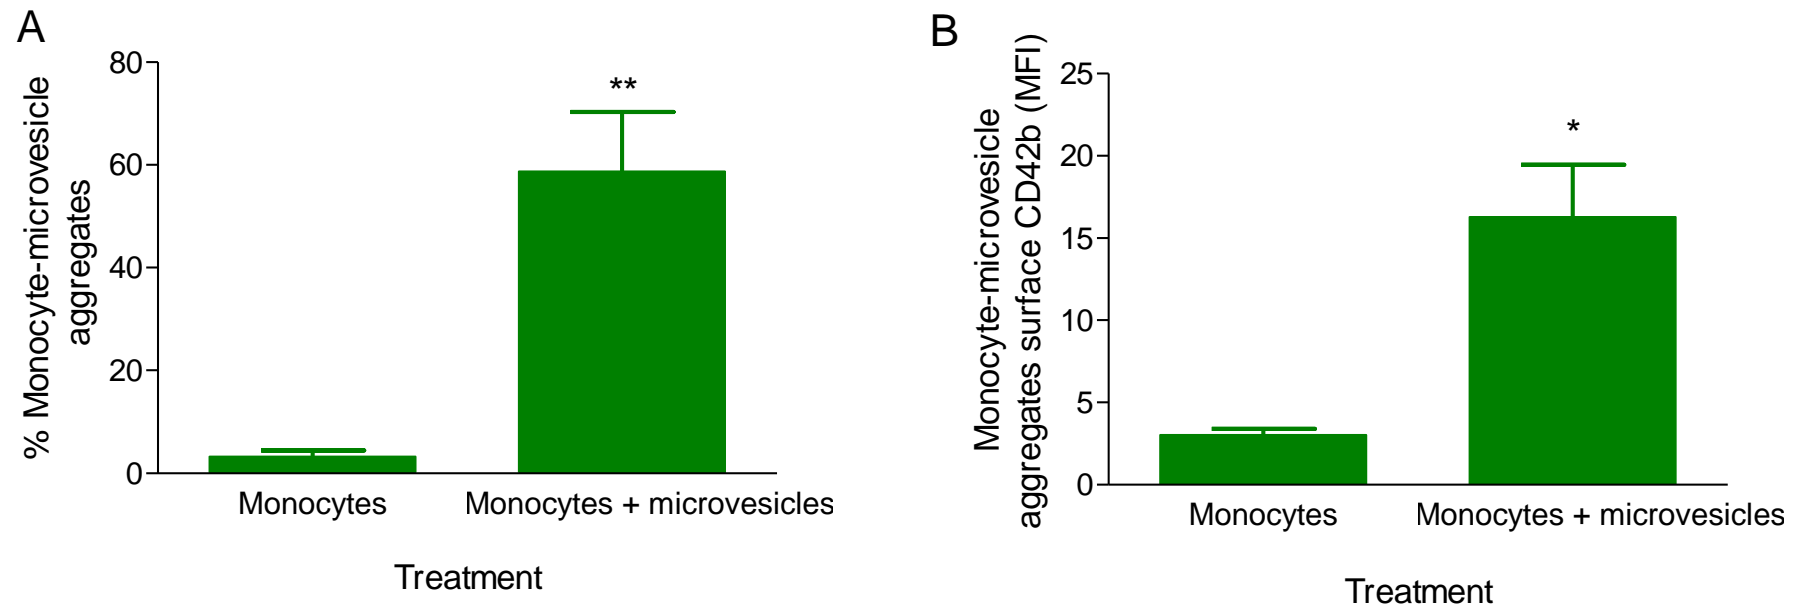 A
% Monocyte-microvesicle
aggregates
80
60
40
20
0
**
Monocytes
Monocytes + microvesicles
Treatment
B
Monocyte-microvesicle
aggregates surface CD42b (MFI)
25
20
15
10
5
0
*
Monocytes
Monocytes + microvesicles
Treatment